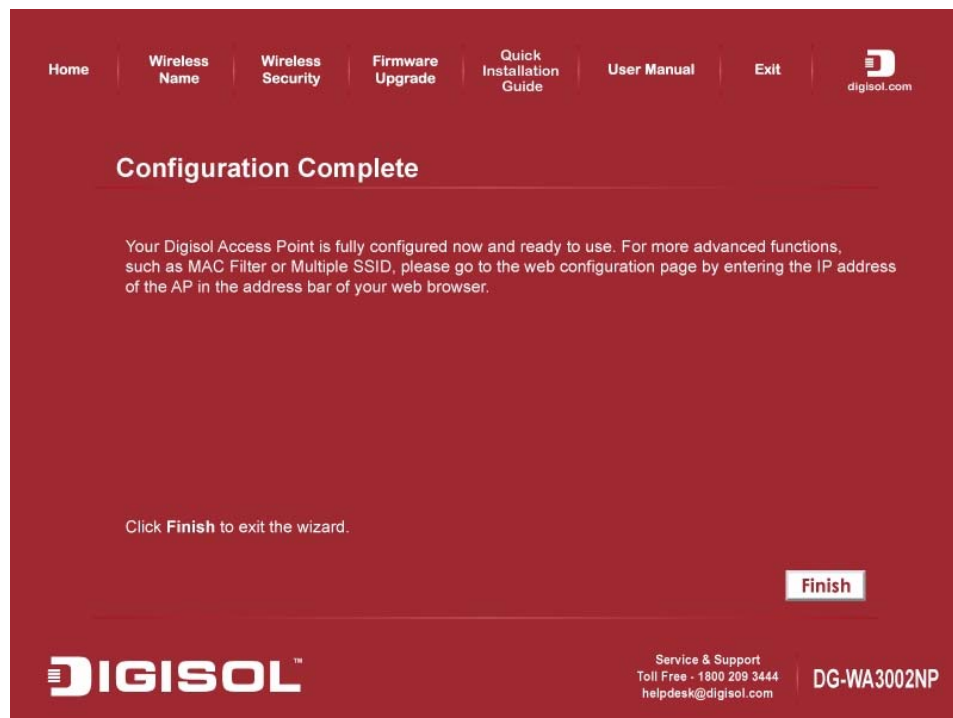 Home
Wireless
Name
Wireless
Security
Firmware
Upgrade
Quick
Installation
Guide
User Manual
Exit
digisol.com
Configuration Complete
Your Digisol Access Point is fully configured now and ready to use. For more advanced functions,
such as MAC Filter or Multiple SSID, please go to the web configuration page by entering the IP address
of the AP in the address bar of your web browser.
Click Finish to exit the wizard.
Finish
DIGISOL™
Service & Support
Toll Free - 1800 209 3444
helpdesk@digisol.com
DG-WA3002NP